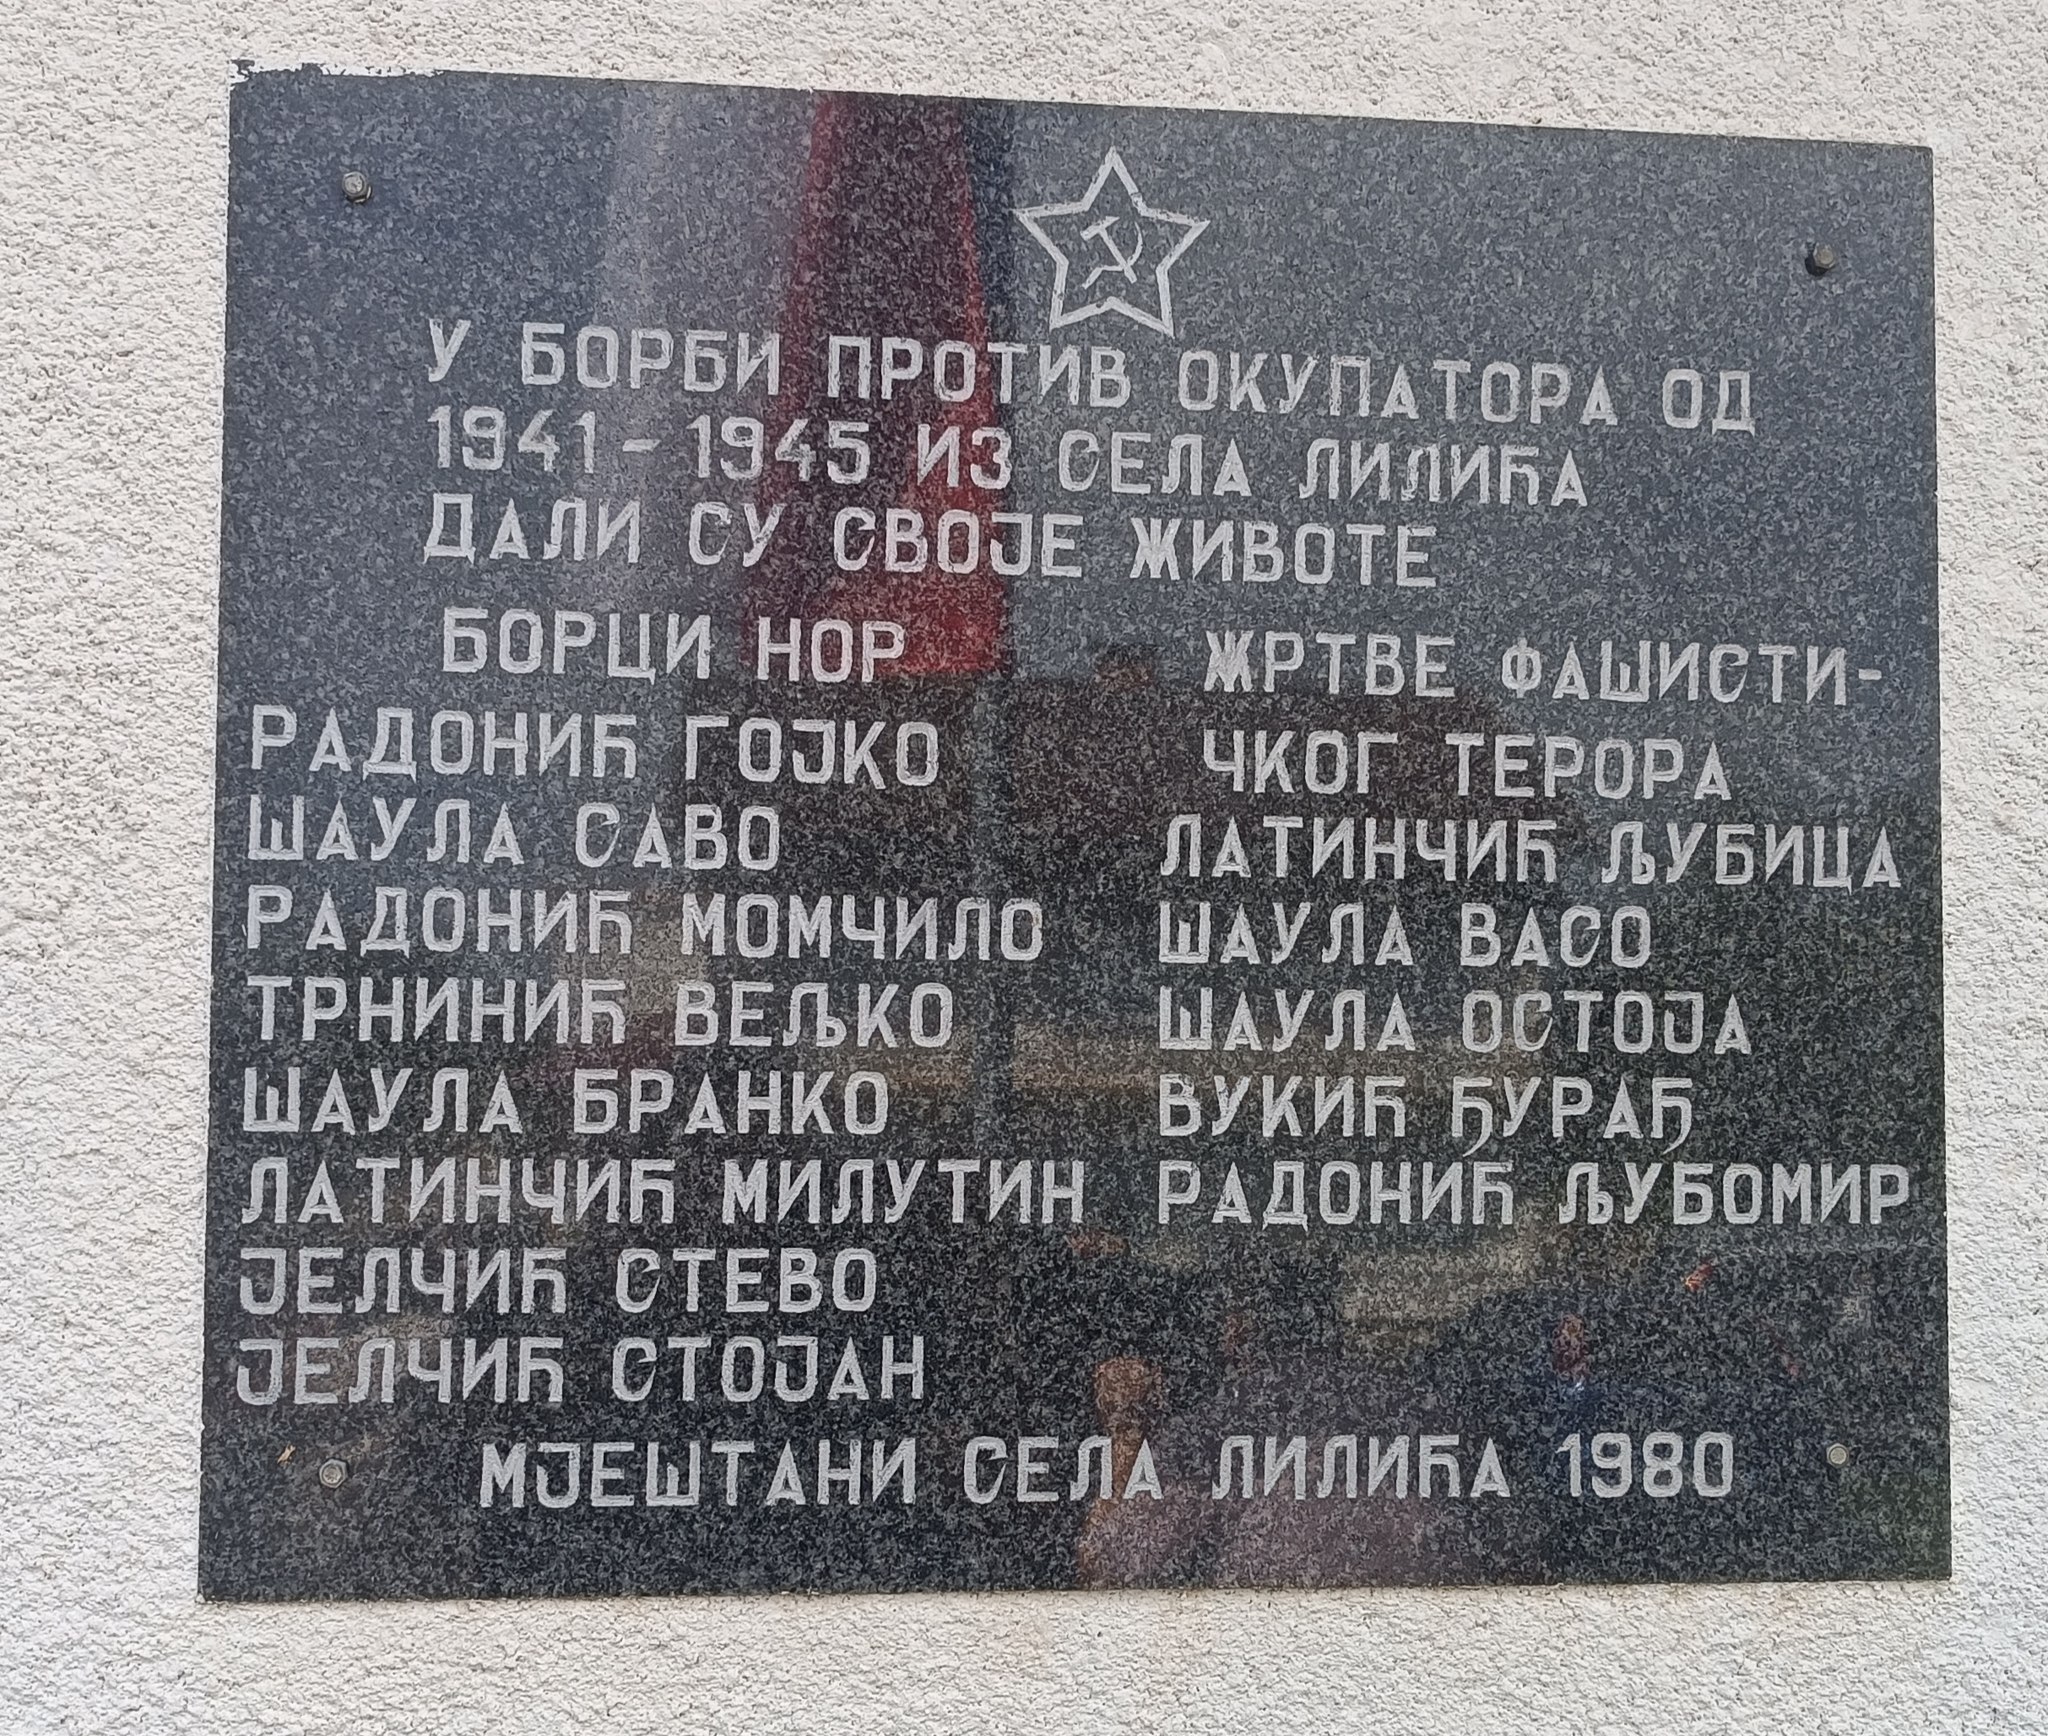 У БОРБИ ПРОТИВ ОКУПАТОРА ОД
1941 - 1945 ИЗ СЕЛА ЛИЛИЋА
ДАЛИ СУ СВОЈЕ ЖИВОТЕ
БОРЦИ НОР
РАДОНИЋ ГОЈКО
ШАУЛА САВО
РАДОНИЋ МОМЧИЛО
ТРНИНИЋ ВЕЉКО
ШАУЛА БРАНКО
ЛАТИНЧИЋ МИЛУТИН
ЈЕЛЧИЋ СТЕВО
ЈЕЛЧИЋ СТОЈАН
ЖРТВЕ ФАШИСТИ-
ЧКОГ ТЕРОРА
ЛАТИНЧИЋ ЉУБИЦА
ШАУЛА ВАСО
ШАУЛА ОСТОЈА
ВУКИЋ ЂУРАЂ
РАДОНИЋ ЉУБОМИР
МЈЕШТАНИ СЕЛА ЛИЛИЋА 1980